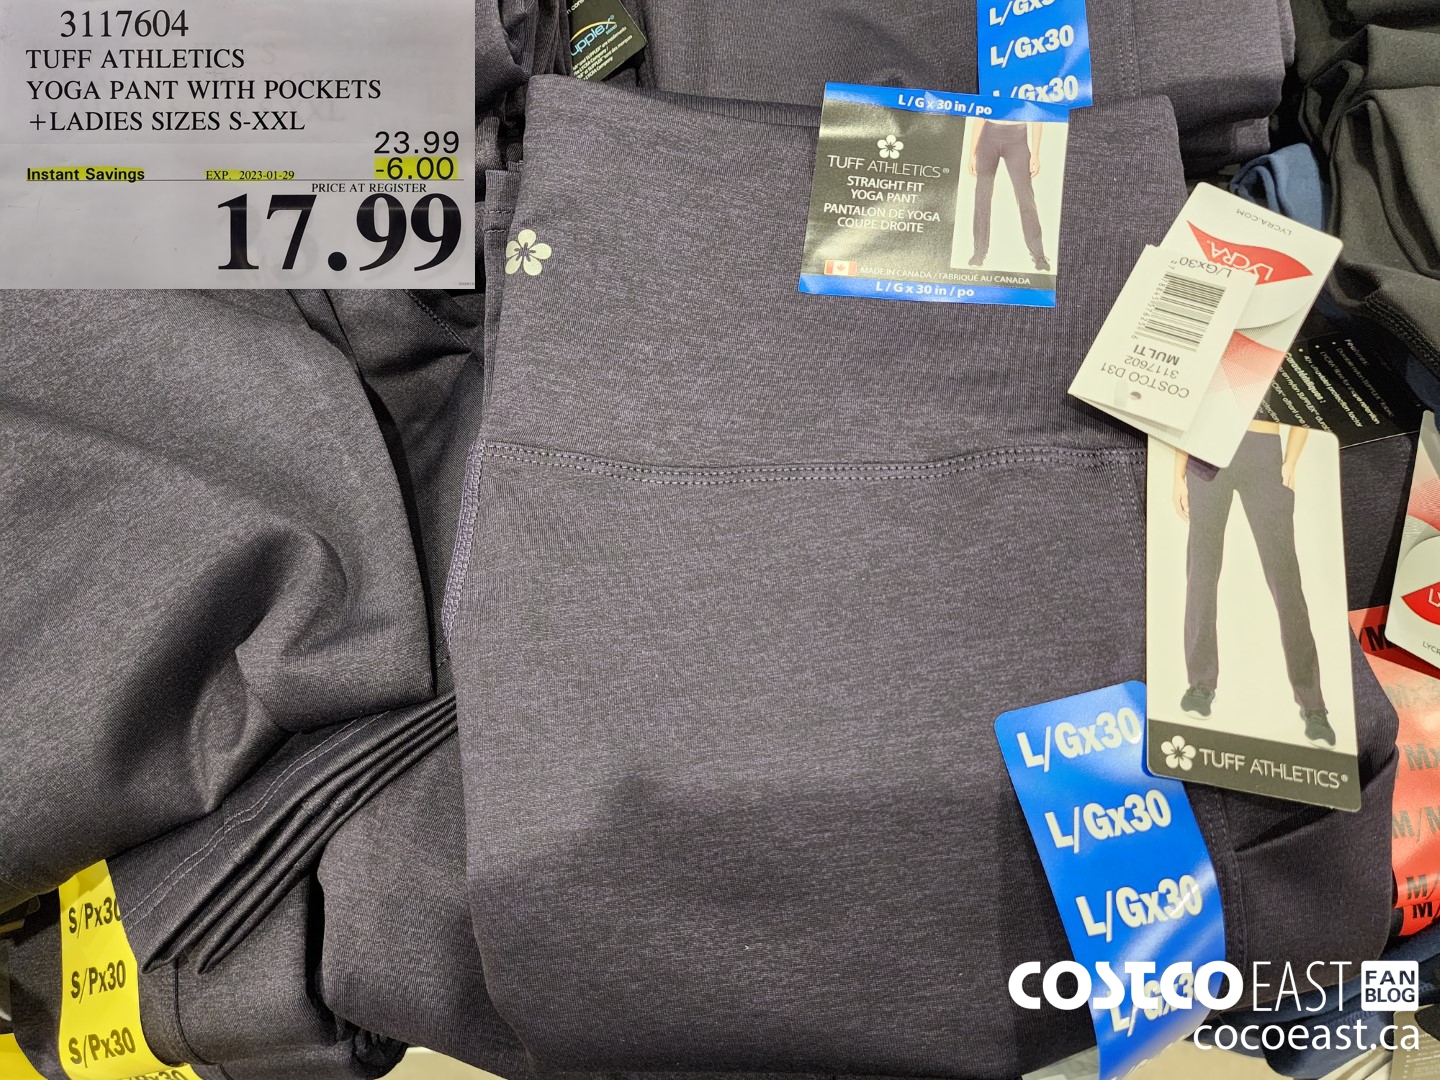 3117604
TUFF ATHLETICS
YOGA PANT WITH POCKETS
+LADIES SIZES S-XXL
23.99
Instant Savings
EXP. 2023-01-29
-6.00
PRICE AT REGISTER
17.99
L/Gx30
L/Gx30
L/G x 30 in / po
TUFF ATHLETICS®
STRAIGHT FIT
YOGA PANT
PANTALON DE YOGA
COUPE DROITE
MADE IN CANADA / FABRIQUÉ AU CANADA
L / G x 30 in / po
LYCRA.COM
LYCRA
L/Gx30"
MULTI
3117602
COSTCO D31
TUFF ATHLETICS®
L/Gx30
L/Gx30
L/Gx30
L/Gx30
S/Px30
S/Px30
S/Px30
COSTCO EAST FAN BLOG
cocoeast.ca